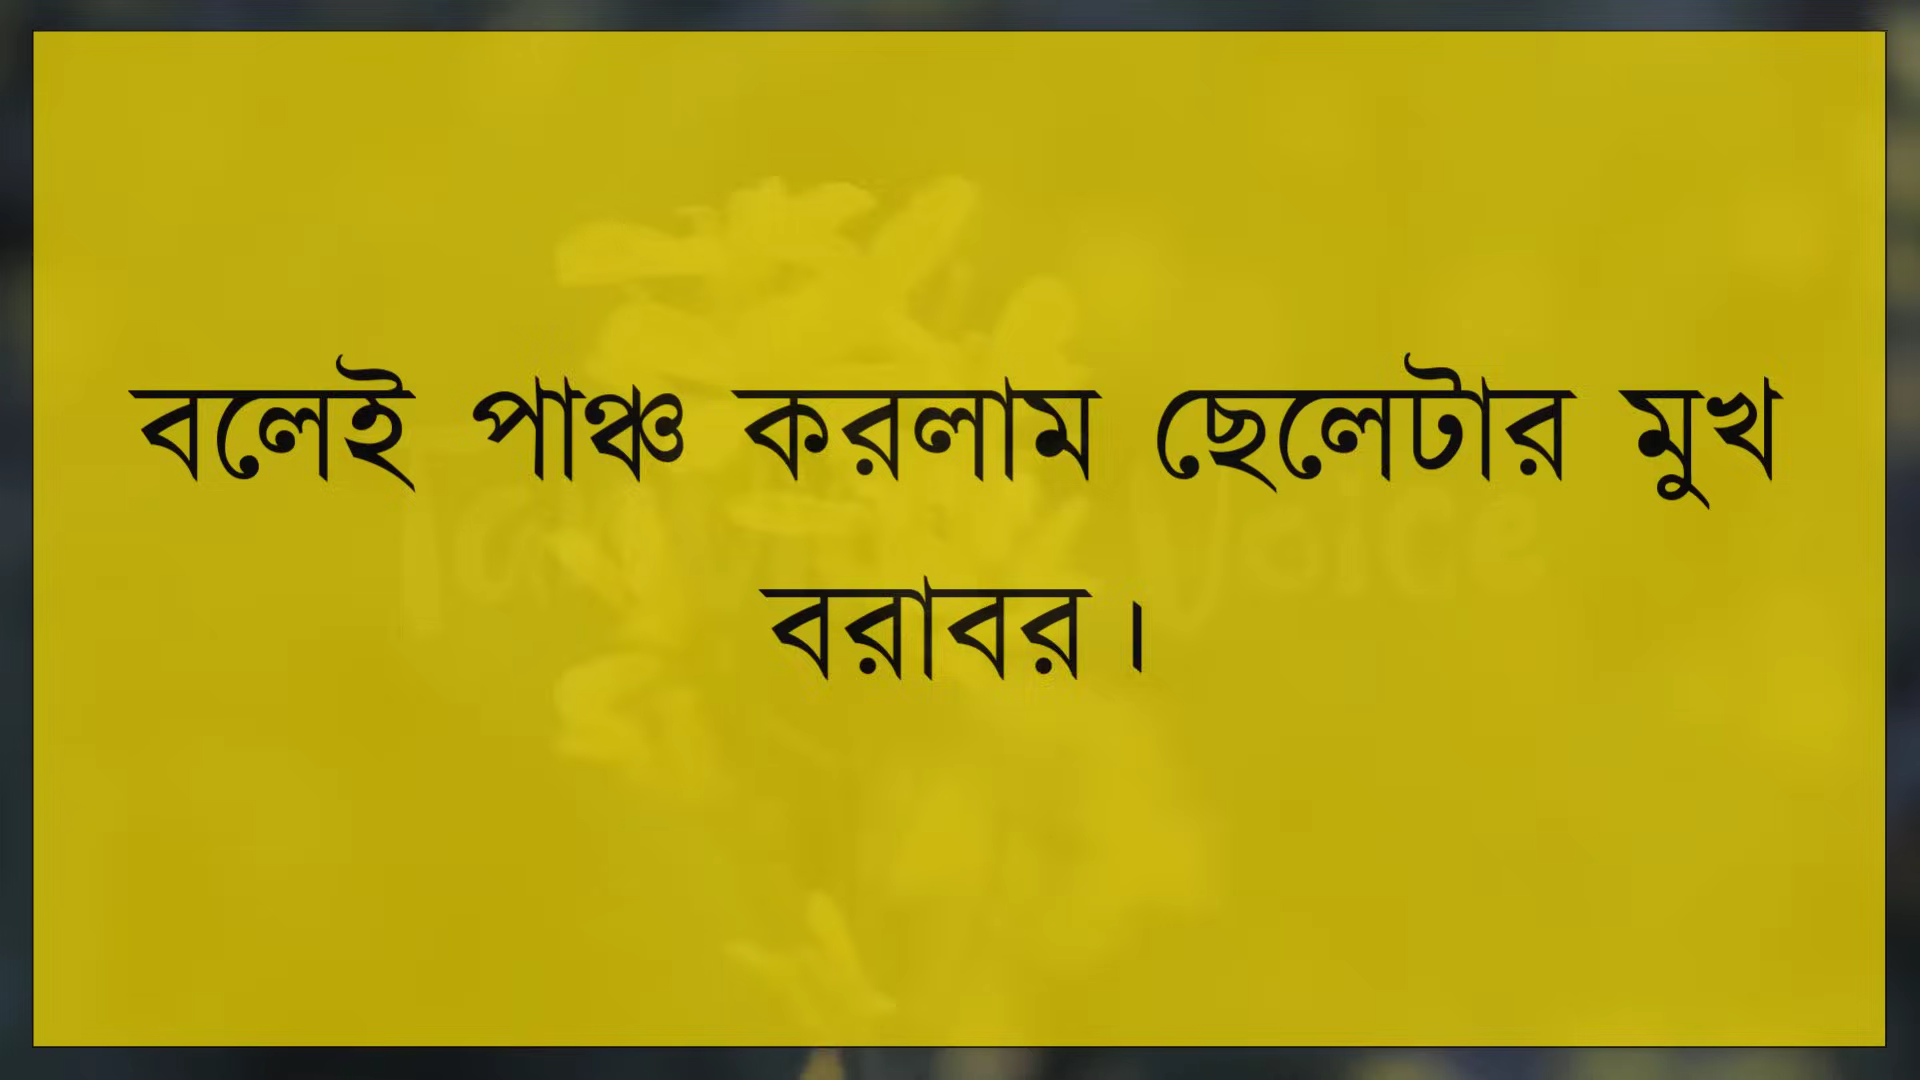 বলেই পাঞ্চ করলাম ছেলেটার মুখ
বরাবর।